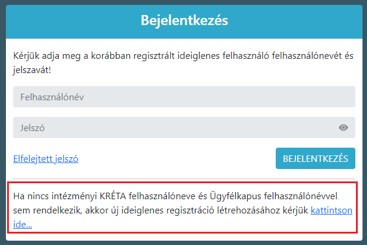 Bejelentkezés
Kérjük adja meg a korábban regisztrált ideiglenes felhasználó felhasználónevét és
jelszavát!
Felhasználónév
Jelszó
Elfelejtett jelszó
BEJELENTKEZÉS
Ha nincs intézményi KRÉTA felhasználóneve és Ügyfélkapus felhasználónévvel
sem rendelkezik, akkor új ideiglenes regisztráció létrehozásához kérjük kattintson
ide...